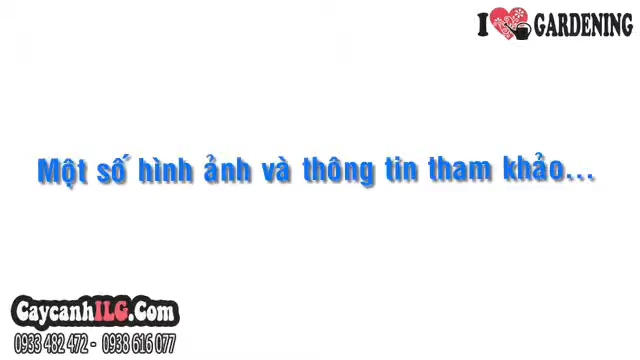 I GARDENING
Một số hình ảnh và thông tin tham khảo...
CaycanhILG.Com
0933 482 472 - 0938 616 077